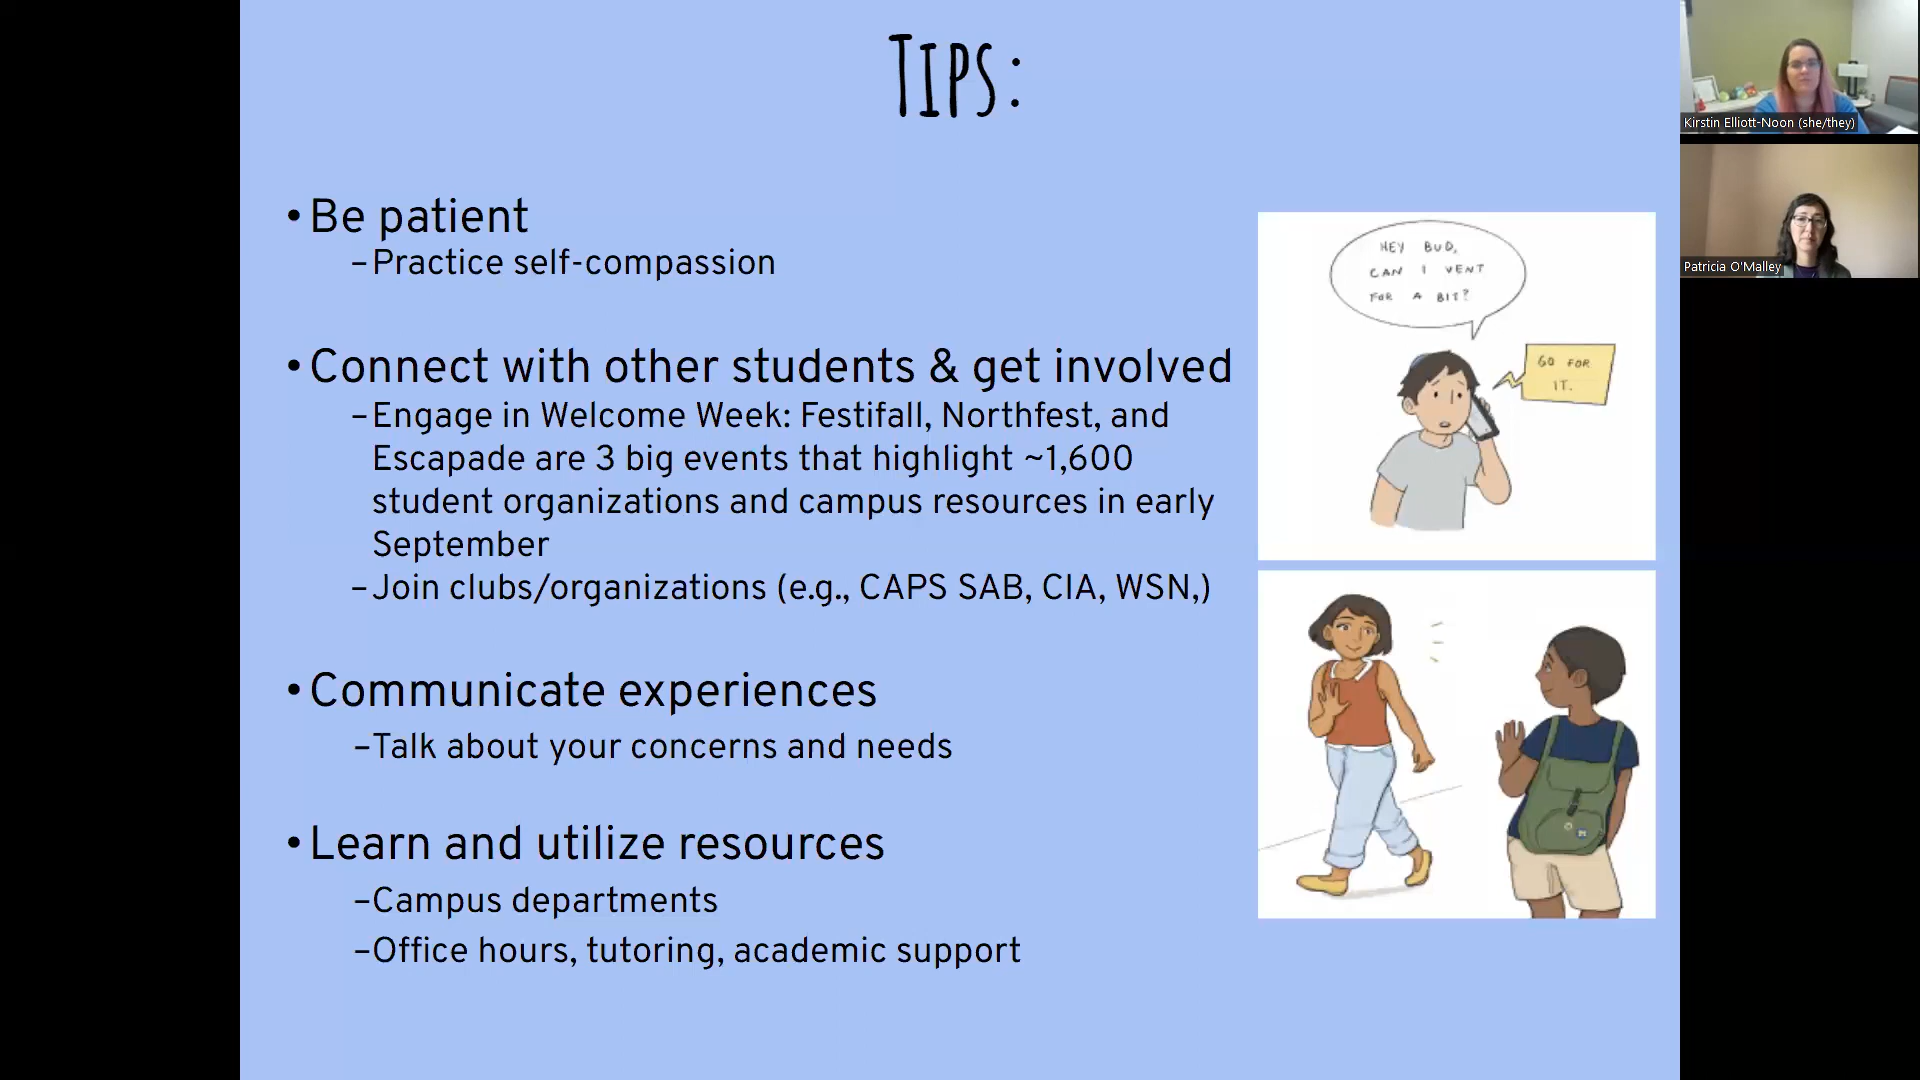 Tips:
• Be patient
–Practice self-compassion
• Connect with other students & get involved
–Engage in Welcome Week: Festifall, Northfest, and
Escapade are 3 big events that highlight ~1,600
student organizations and campus resources in early
September
–Join clubs/organizations (e.g., CAPS SAB, CIA, WSN,)
• Communicate experiences
–Talk about your concerns and needs
• Learn and utilize resources
–Campus departments
–Office hours, tutoring, academic support
HEY BUD,
CAN I VENT
FOR A BIT?
GO FOR
IT.
Kirstin Elliott-Noon (she/they)
Patricia O'Malley